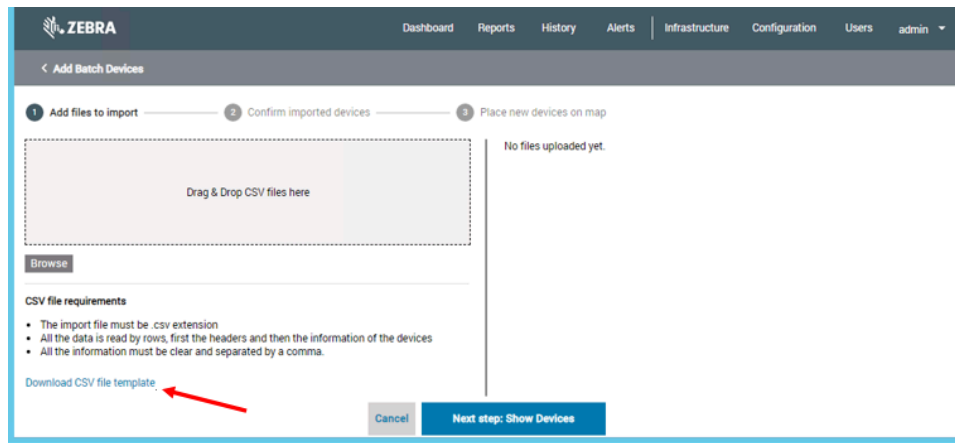 ZEBRA
Dashboard Reports History Alerts Infrastructure Configuration Users admin
< Add Batch Devices
1 Add files to import 2 Confirm imported devices 3 Place new devices on map
Drag & Drop CSV files here
No files uploaded yet.
Browse
CSV file requirements
• The import file must be .csv extension
• All the data is read by rows, first the headers and then the information of the devices
• All the information must be clear and separated by a comma.
Download CSV file template.
Cancel Next step: Show Devices